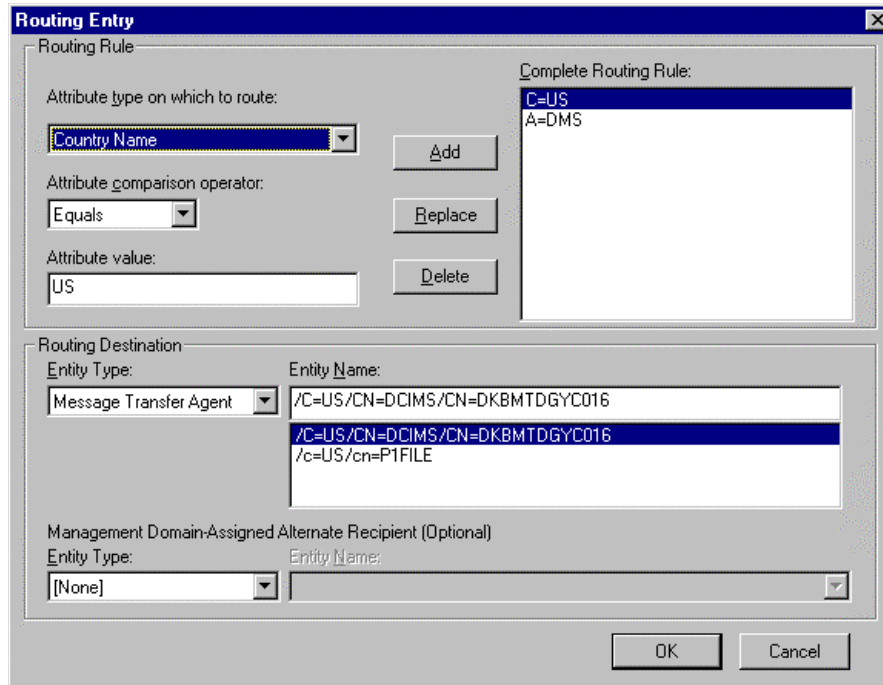 Routing Entry
Routing Rule
Attribute type on which to route:
Country Name
Attribute comparison operator:
Equals
Attribute value:
US
Add
Replace
Delete
Complete Routing Rule:
C=US
A=DMS
Routing Destination
Entity Type:
Message Transfer Agent
Entity Name:
/C=US/CN=DCIMS/CN=DKBMTDGYC016
/C=US/CN=DCIMS/CN=DKBMTDGYC016
/c=US/cn=P1FILE
Management Domain-Assigned Alternate Recipient (Optional)
Entity Type:
[None]
Entity Name:
OK
Cancel